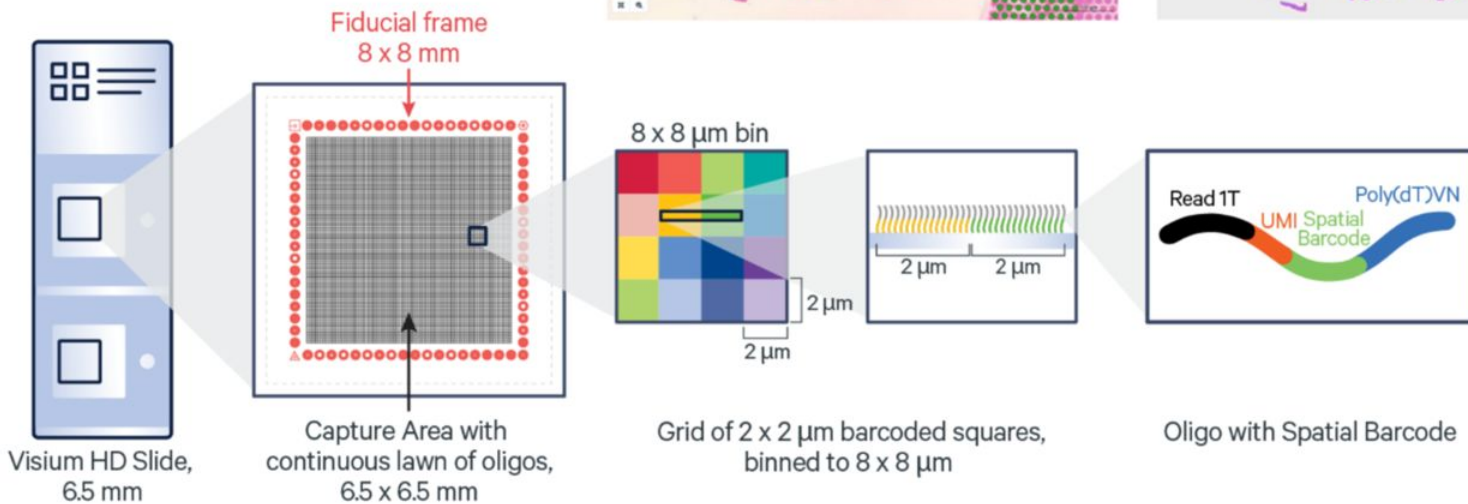 Fiducial frame
8 x 8 mm
8 x 8 µm bin
2 µm
2 µm
2 µm
2 µm
Read 1T
UMI
Spatial
Barcode
Poly(dT)VN
Visium HD Slide,
6.5 mm
Capture Area with
continuous lawn of oligos,
6.5 x 6.5 mm
Grid of 2 x 2 µm barcoded squares,
binned to 8 x 8 µm
Oligo with Spatial Barcode